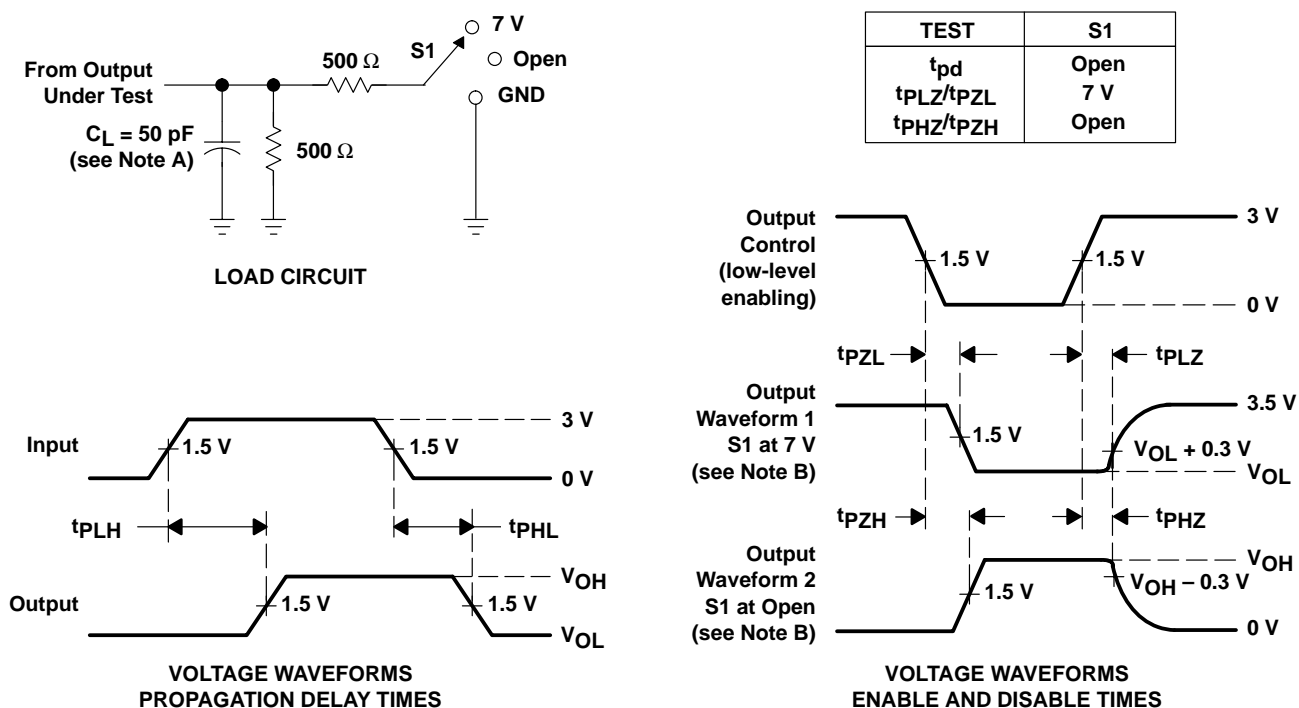 7 V
S1
Open
GND
500 Ω
From Output
Under Test
CL = 50 pF
(see Note A)
500 Ω
LOAD CIRCUIT
TEST S1
tpd Open
tPLZ/tPZL 7 V
tPHZ/tPZH Open
Input
3 V
1.5 V 1.5 V
0 V
tPLH tPHL
Output
VOH
1.5 V 1.5 V
VOL
VOLTAGE WAVEFORMS
PROPAGATION DELAY TIMES
Output
Control
(low-level
enabling)
3 V
1.5 V 1.5 V
0 V
tPZL tPLZ
Output
Waveform 1
S1 at 7 V
(see Note B)
3.5 V
1.5 V
VOL + 0.3 V
VOL
tPZH tPHZ
Output
Waveform 2
S1 at Open
(see Note B)
VOH
1.5 V
VOH – 0.3 V
0 V
VOLTAGE WAVEFORMS
ENABLE AND DISABLE TIMES